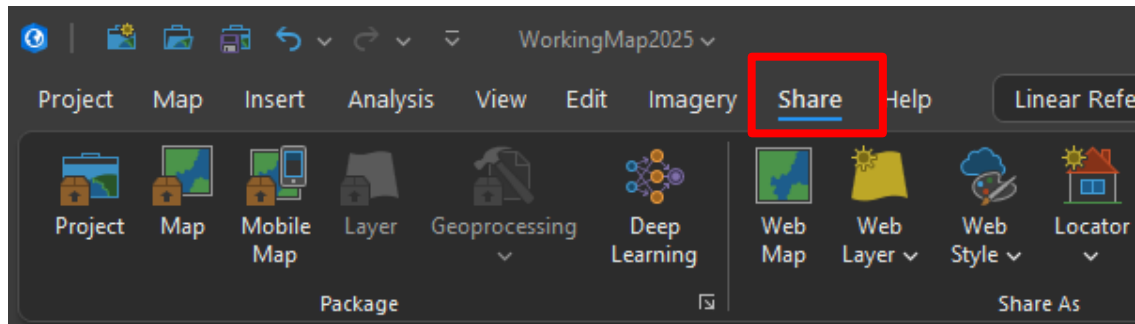 WorkingMap2025
Project Map Insert Analysis View Edit Imagery Share Help Linear Refe
Project Map Mobile Map Layer Geoprocessing Deep Learning Web Map Web Layer Web Style Locator
Package Share As